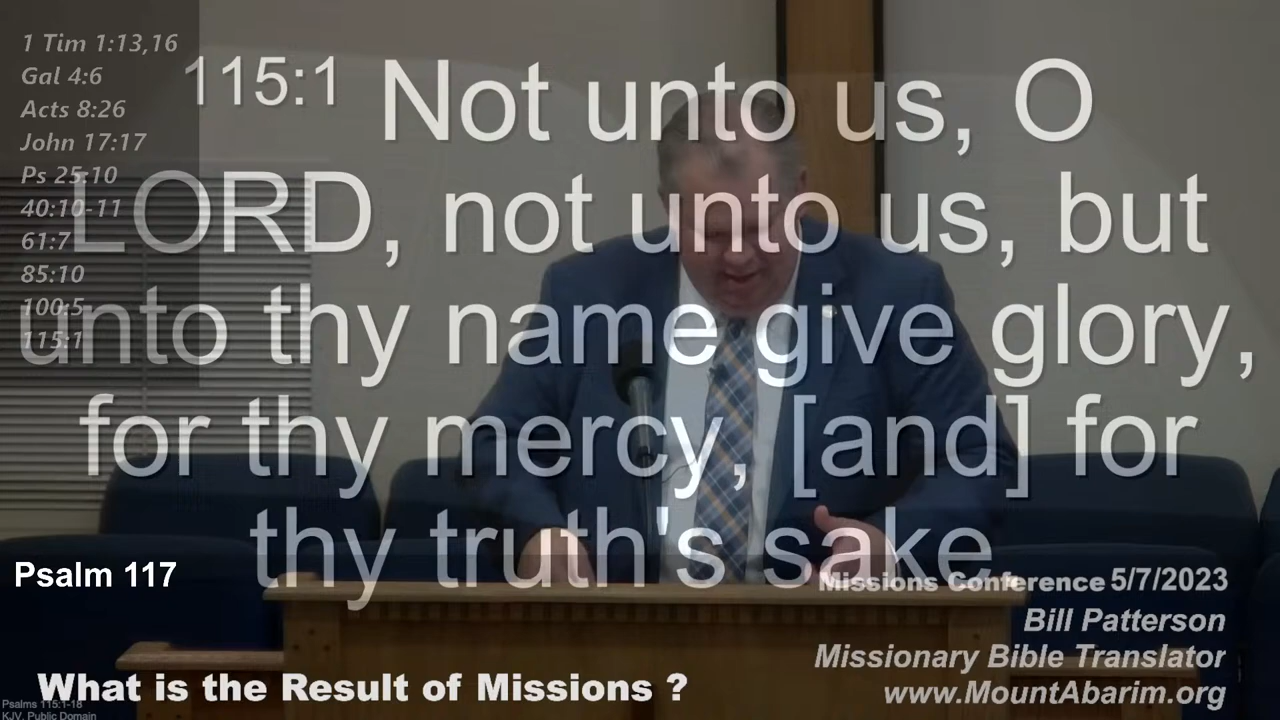 1 Tim 1:13,16
Gal 4:6
Acts 8:26
John 17:17
Ps 25:10
40:10-11
61:7
85:10
100:5
115:1
115:1 Not unto us, O
LORD, not unto us, but
unto thy name give glory,
for thy mercy, [and] for
thy truth's sake.
Psalm 117
Missions Conference 5/7/2023
Bill Patterson
Missionary Bible Translator
www.MountAbarim.org
What is the Result of Missions ?
Psalms 115:1-18
KJV, Public Domain